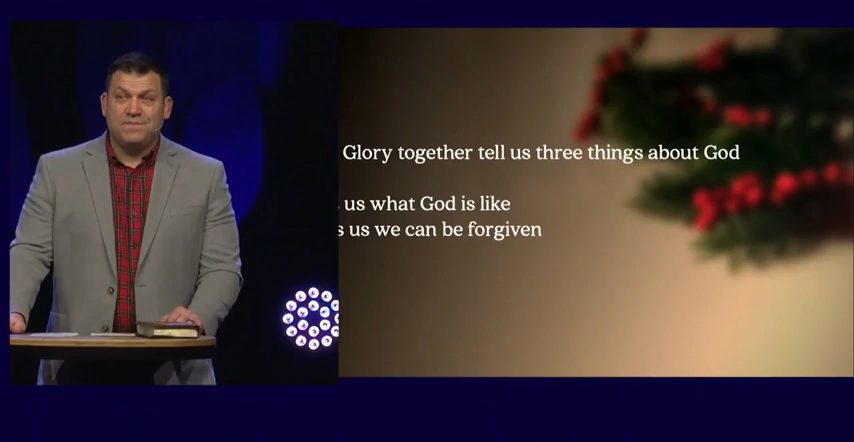 Glory together tell us three things about God
us what God is like
s us we can be forgiven